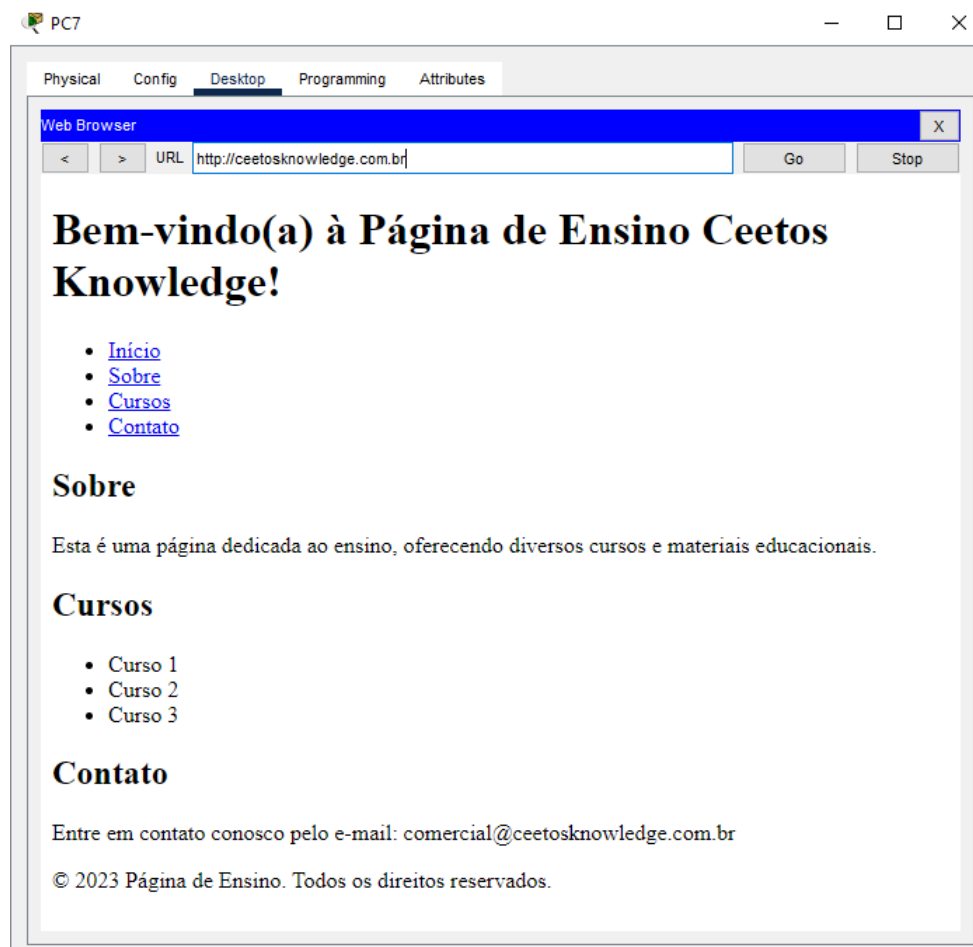 PC7
Physical Config Desktop Programming Attributes
Web Browser X
< > URL http://ceetosknowledge.com.br Go Stop
Bem-vindo(a) à Página de Ensino Ceetos
Knowledge!
• Início
• Sobre
• Cursos
• Contato
Sobre
Esta é uma página dedicada ao ensino, oferecendo diversos cursos e materiais educacionais.
Cursos
• Curso 1
• Curso 2
• Curso 3
Contato
Entre em contato conosco pelo e-mail: comercial@ceetosknowledge.com.br
© 2023 Página de Ensino. Todos os direitos reservados.